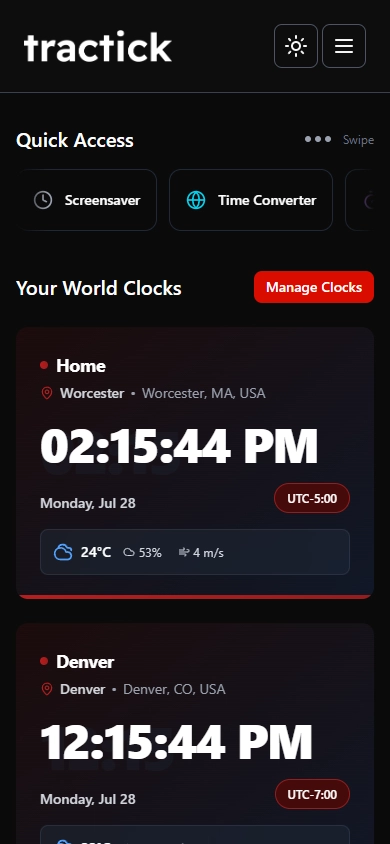 tractick
Quick Access
Swipe
Screensaver
Time Converter
Your World Clocks
Manage Clocks
Home
Worcester • Worcester, MA, USA
02:15:44 PM
Monday, Jul 28
UTC-5:00
24°C 53% 4 m/s
Denver
Denver • Denver, CO, USA
12:15:44 PM
Monday, Jul 28
UTC-7:00